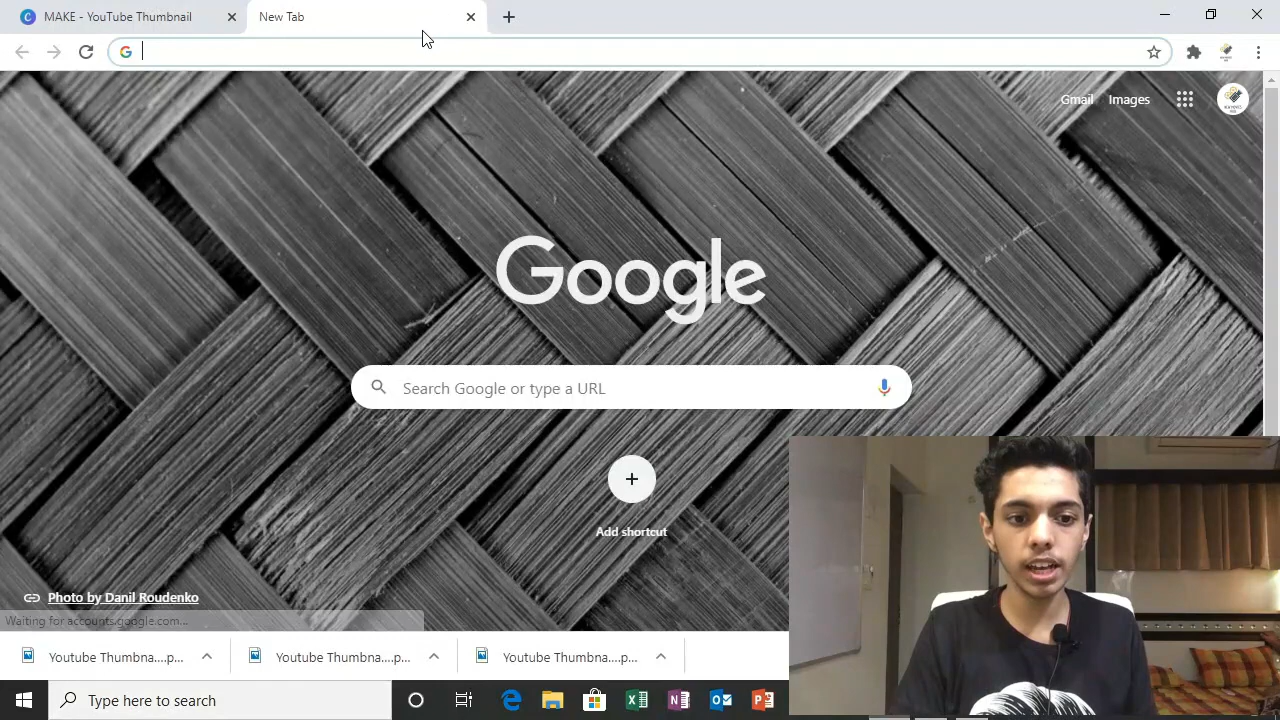 MAKE - YouTube Thumbnail
New Tab
Gmail
Images
Google
Search Google or type a URL
Add shortcut
Photo by Danil Roudenko
Waiting for accounts.google.com...
Youtube Thumbna....p...
Youtube Thumbna....p...
Youtube Thumbna....p...
Type here to search